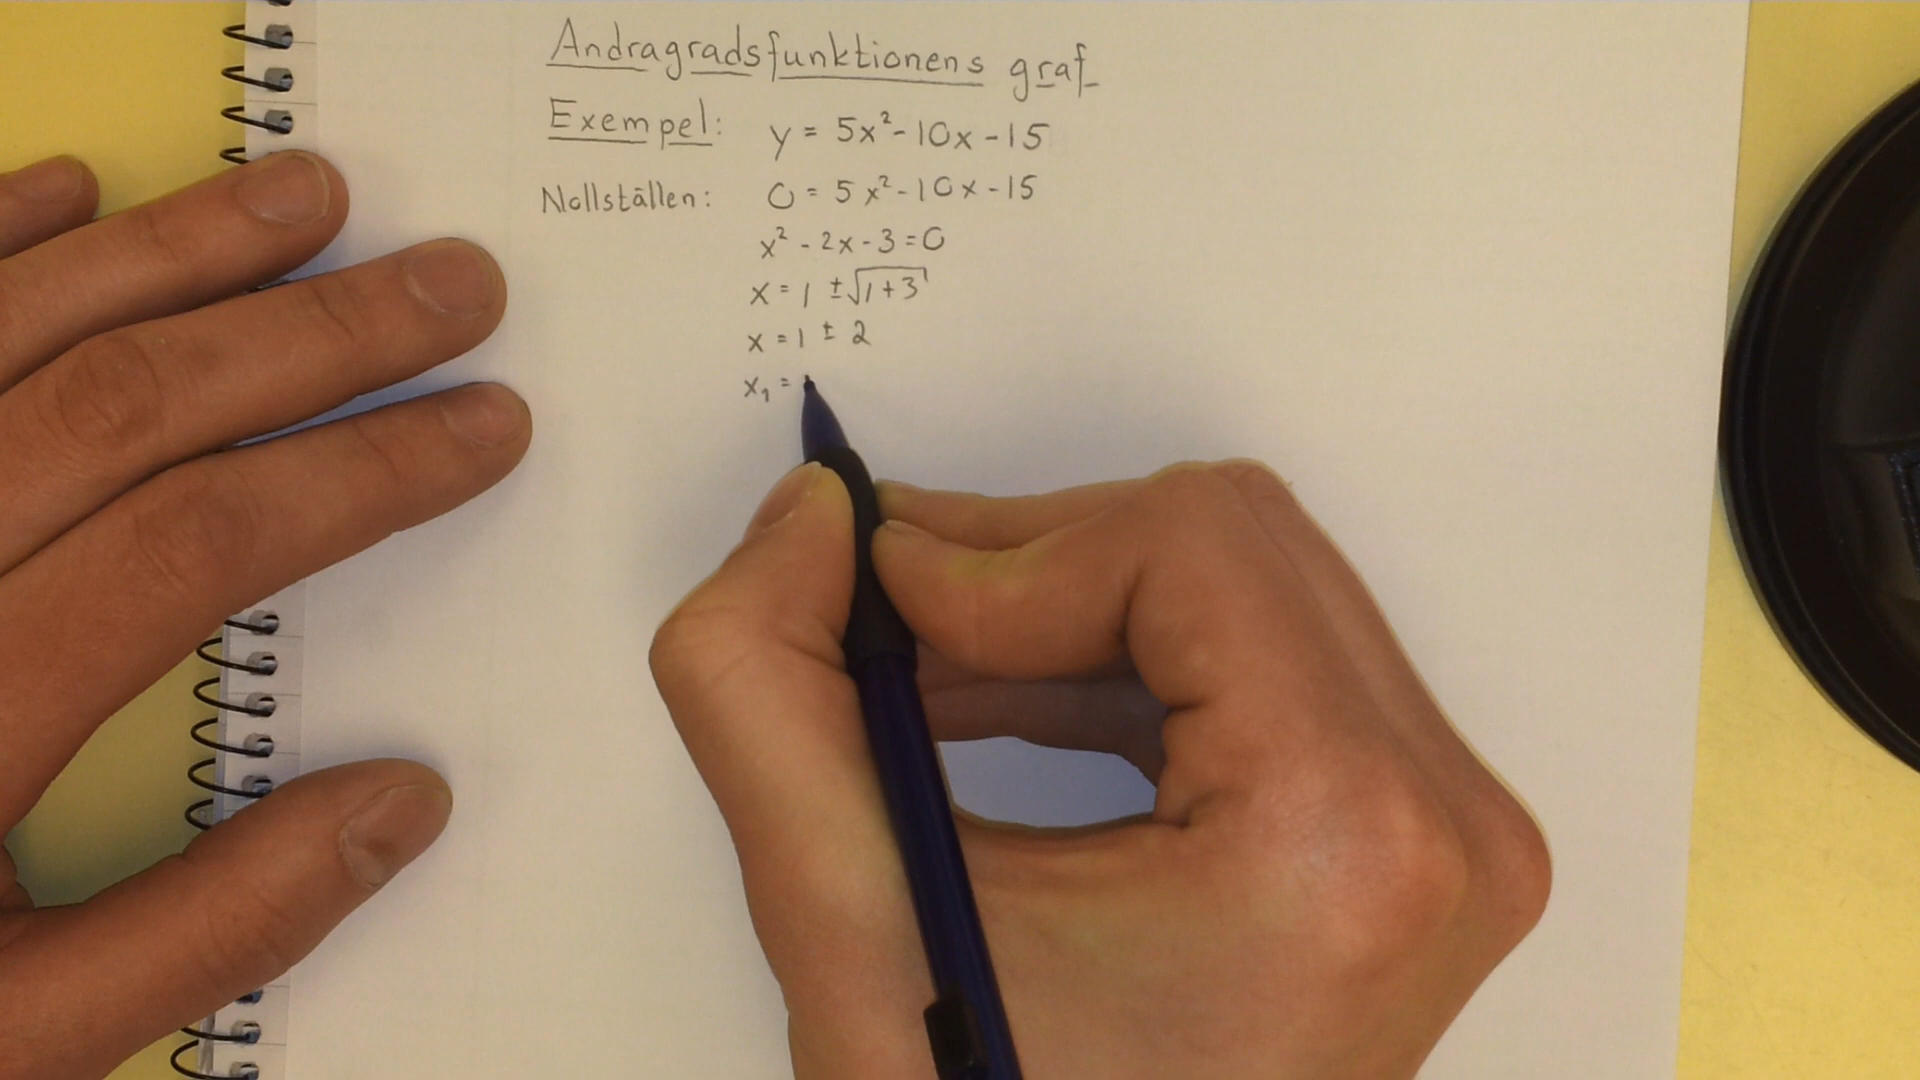 Andragradsfunktionens graf
Exempel: y = 5x² - 10x - 15
Nollställen: 0 = 5x² - 10x - 15
x² - 2x - 3 = 0
x = 1 ± √(1+3)
x = 1 ± 2
x₁ =